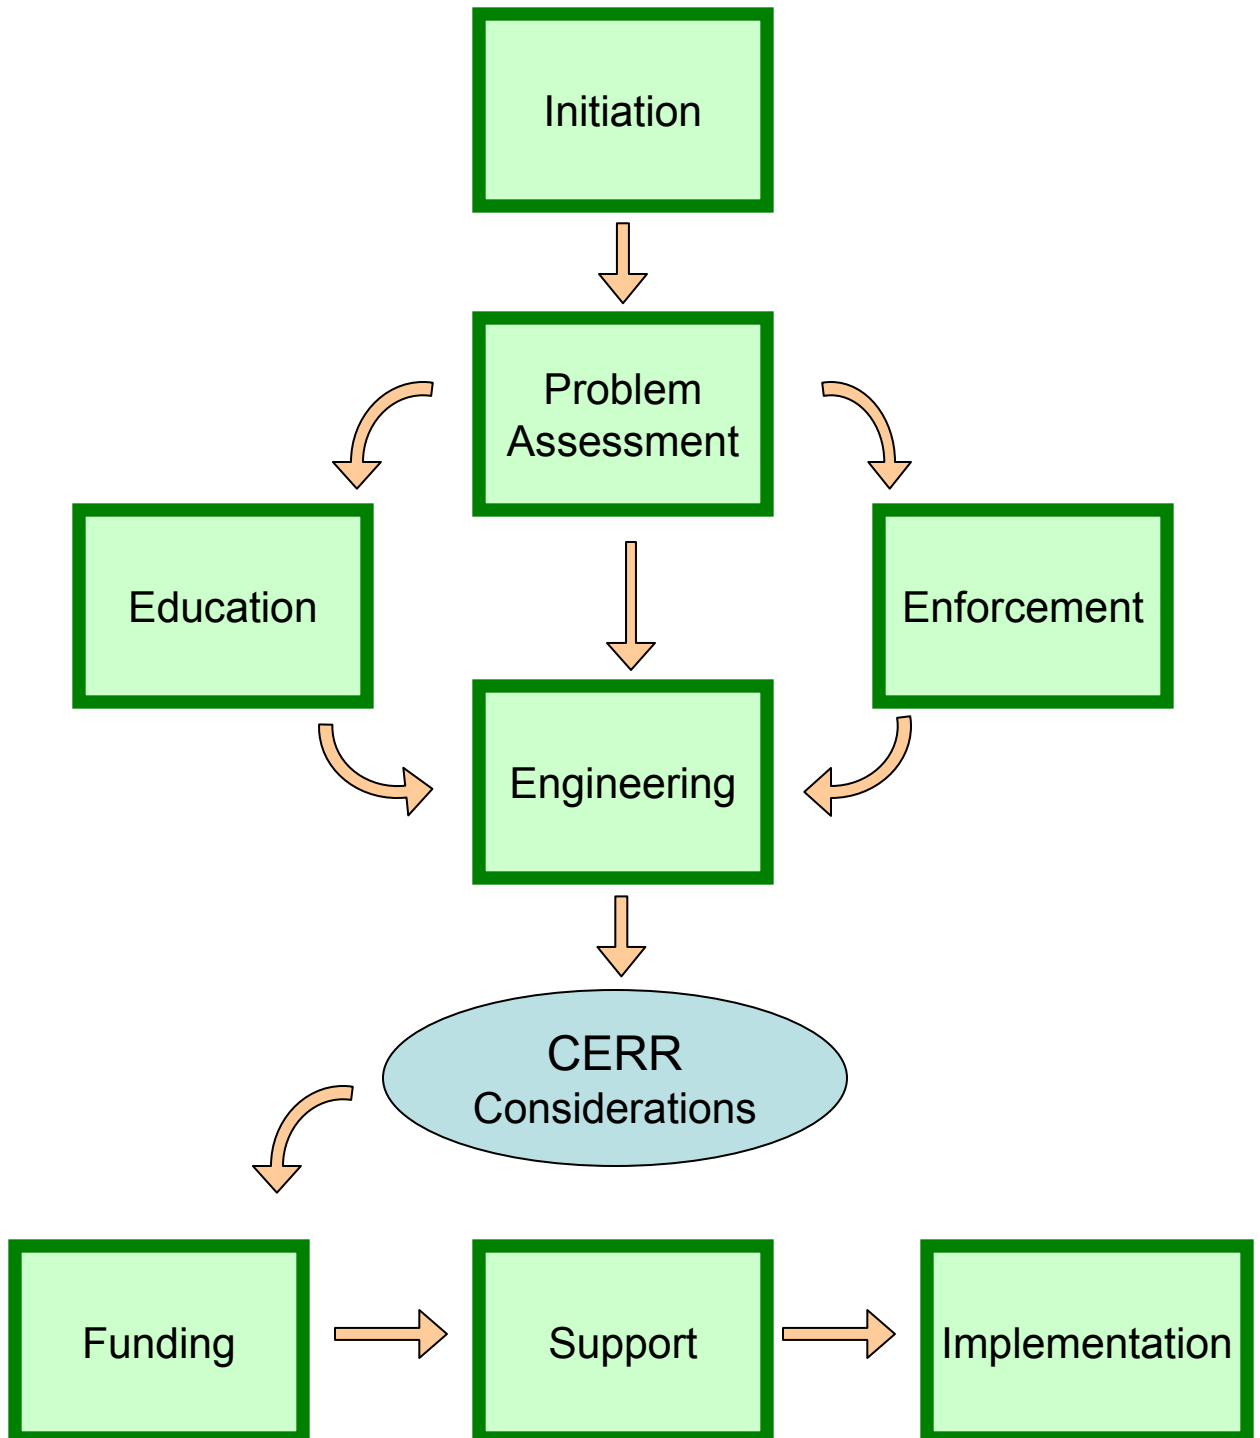 Initiation
Problem
Assessment
Education
Enforcement
Engineering
CERR
Considerations
Funding
Support
Implementation